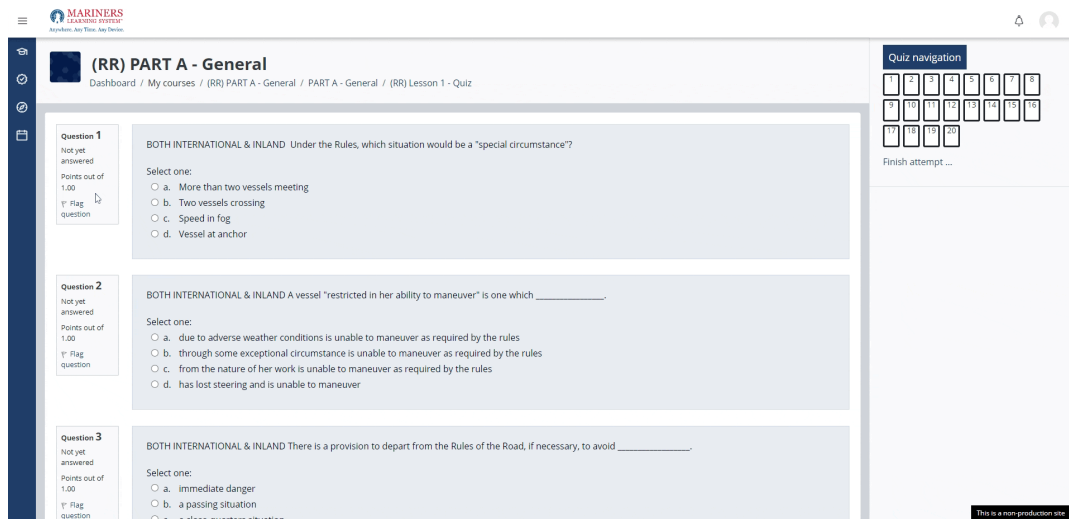 MARINERS
LEARNING SYSTEM™
Anywhere, Any Time, Any Device.
(RR) PART A - General
Dashboard / My courses / (RR) PART A - General / PART A - General / (RR) Lesson 1 - Quiz
Question 1
Not yet
answered
Points out of
1.00
Flag
question
BOTH INTERNATIONAL & INLAND Under the Rules, which situation would be a "special circumstance"?
Select one:
a. More than two vessels meeting
b. Two vessels crossing
c. Speed in fog
d. Vessel at anchor
Question 2
Not yet
answered
Points out of
1.00
Flag
question
BOTH INTERNATIONAL & INLAND A vessel "restricted in her ability to maneuver" is one which ________________.
Select one:
a. due to adverse weather conditions is unable to maneuver as required by the rules
b. through some exceptional circumstance is unable to maneuver as required by the rules
c. from the nature of her work is unable to maneuver as required by the rules
d. has lost steering and is unable to maneuver
Question 3
Not yet
answered
Points out of
1.00
Flag
question
BOTH INTERNATIONAL & INLAND There is a provision to depart from the Rules of the Road, if necessary, to avoid _________________.
Select one:
a. immediate danger
b. a passing situation
Quiz navigation
1 2 3 4 5 6 7 8
9 10 11 12 13 14 15 16
17 18 19 20
Finish attempt ...
This is a non-production site